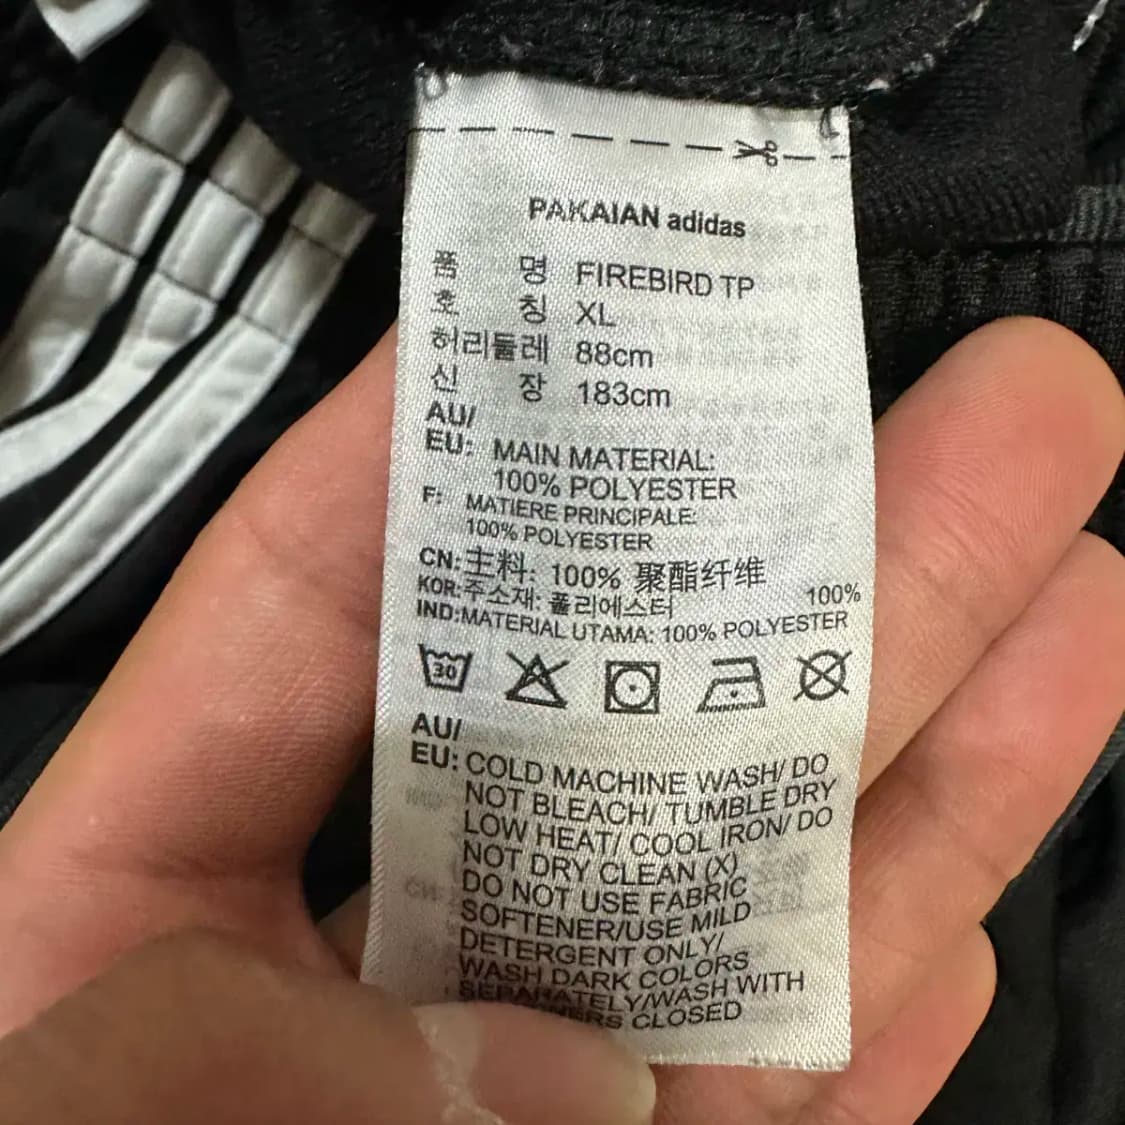 PAKAIAN adidas
품 명 FIREBIRD TP
호 칭 XL
허리둘레 88cm
신 장 183cm
AU/
EU: MAIN MATERIAL:
100% POLYESTER
F: MATIERE PRINCIPALE:
100% POLYESTER
CN: 主料: 100% 聚酯纤维
KOR: 주소재: 폴리에스터 100%
IND: MATERIAL UTAMA: 100% POLYESTER
30
AU/
EU: COLD MACHINE WASH/ DO
NOT BLEACH/ TUMBLE DRY
LOW HEAT/ COOL IRON/ DO
NOT DRY CLEAN (X)
DO NOT USE FABRIC
SOFTENER/USE MILD
DETERGENT ONLY/
WASH DARK COLORS
SEPARATELY/WASH WITH
CLOSED